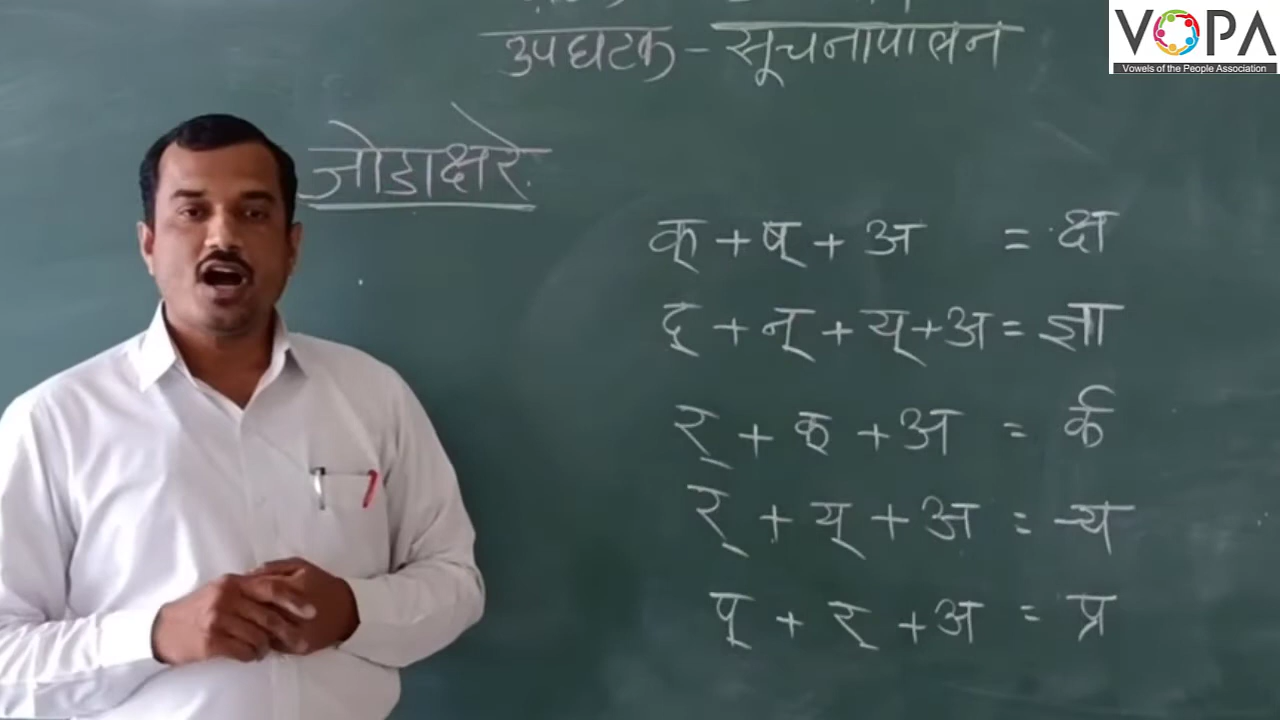 VOPA
Vowels of the People Association
उपघटक - सूचनापालन
जोडाक्षरे.
क् + ष् + अ = क्ष
द् + न् + य् + अ = ज्ञा
र् + क् + अ = र्क
र् + य् + अ = ऱ्य
प् + र् + अ = प्र